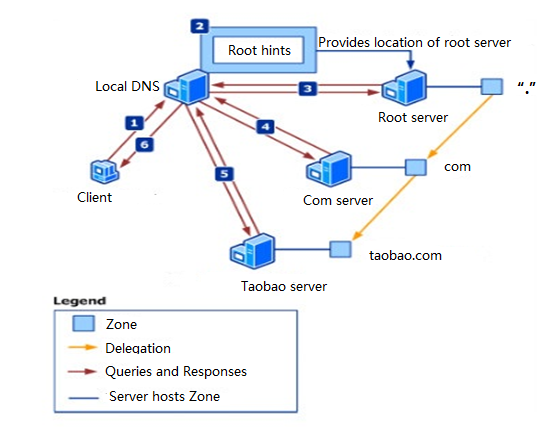 2
Root hints
Provides location of root server
Local DNS
3
“.”
Root server
1
4
6
com
5
Client
Com server
taobao.com
Taobao server
Legend
Zone
Delegation
Queries and Responses
Server hosts Zone